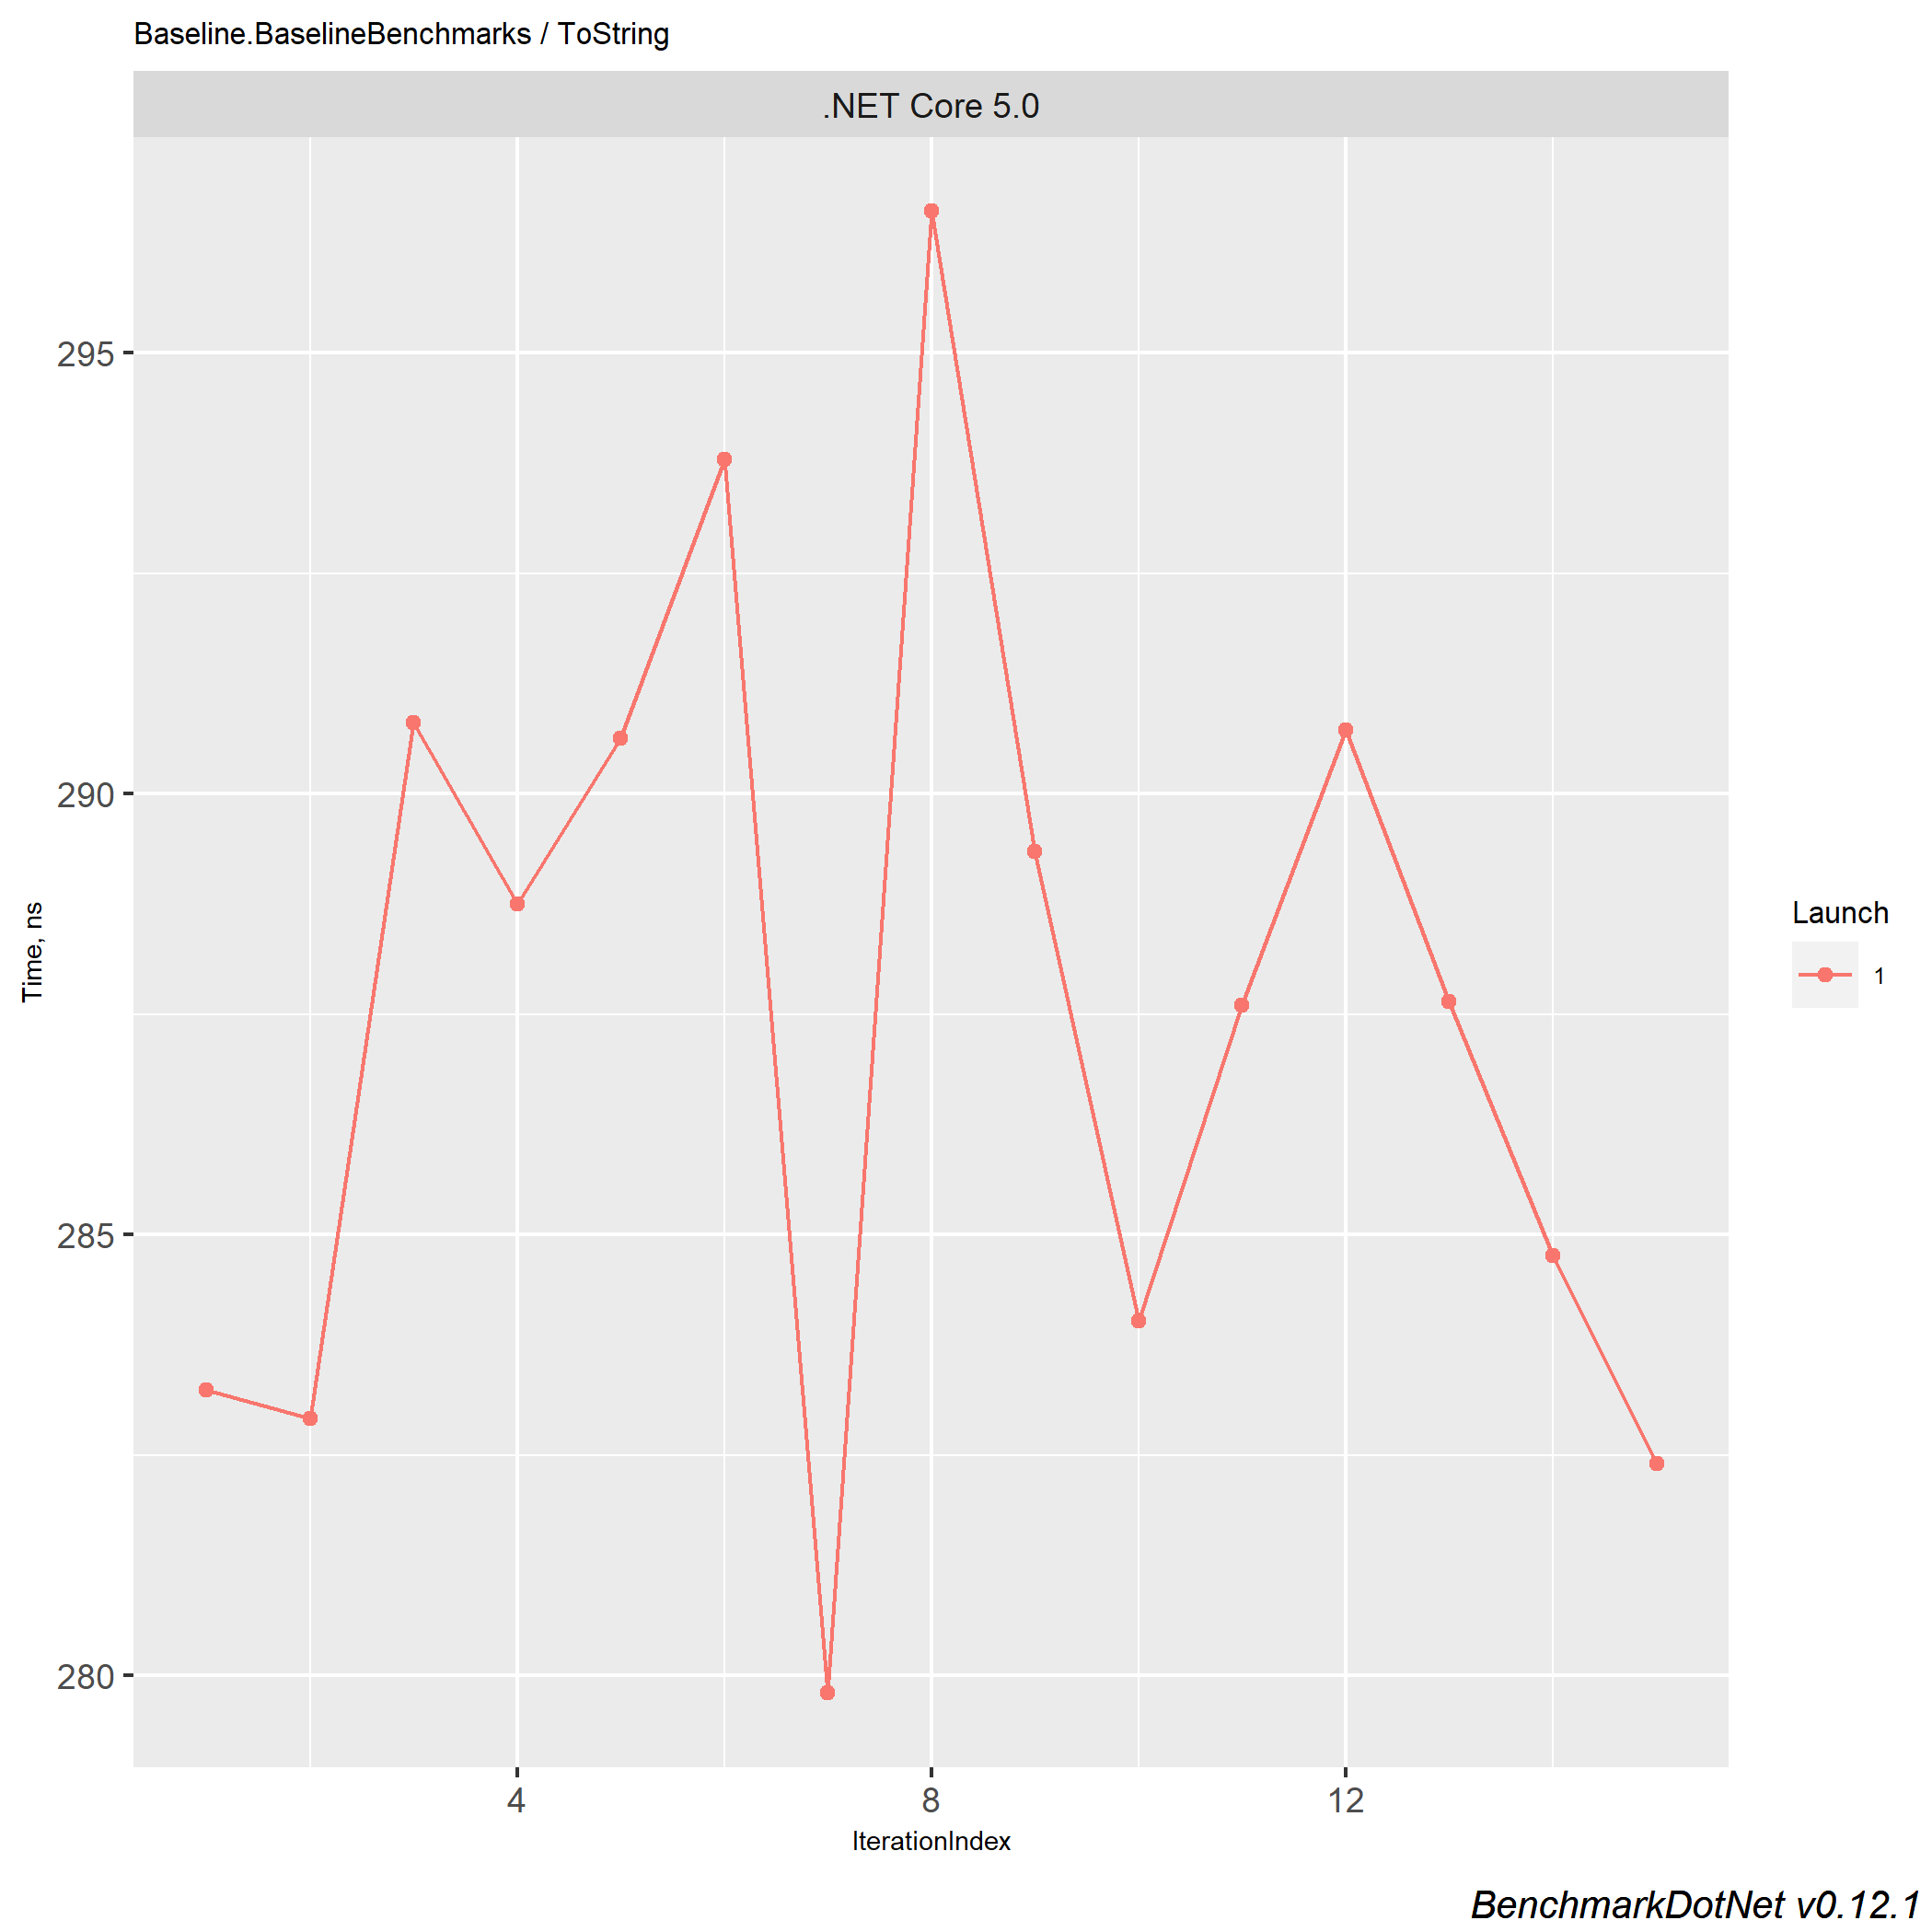 Baseline.BaselineBenchmarks / ToString
.NET Core 5.0
295
290
285
280
Time, ns
4
8
12
IterationIndex
Launch
1
BenchmarkDotNet v0.12.1